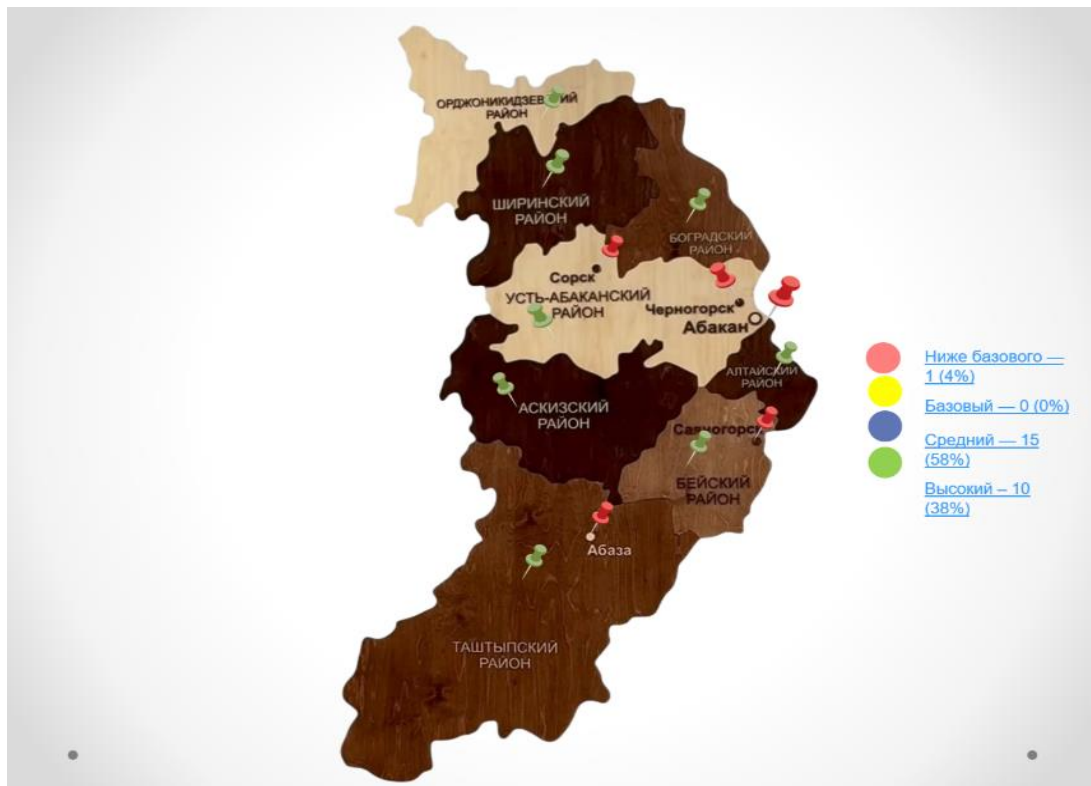 ОРДЖОНИКИДЗЕВСКИЙ
РАЙОН
ШИРИНСКИЙ
РАЙОН
БОГРАДСКИЙ
РАЙОН
Сорск
УСТЬ-АБАКАНСКИЙ
РАЙОН
Черногорск
Абакан
АЛТАЙСКИЙ
РАЙОН
АСКИЗСКИЙ
РАЙОН
Саяногорск
БЕЙСКИЙ
РАЙОН
Абаза
ТАШТЫПСКИЙ
РАЙОН
Ниже базового —
1 (4%)
Базовый — 0 (0%)
Средний — 15
(58%)
Высокий – 10
(38%)